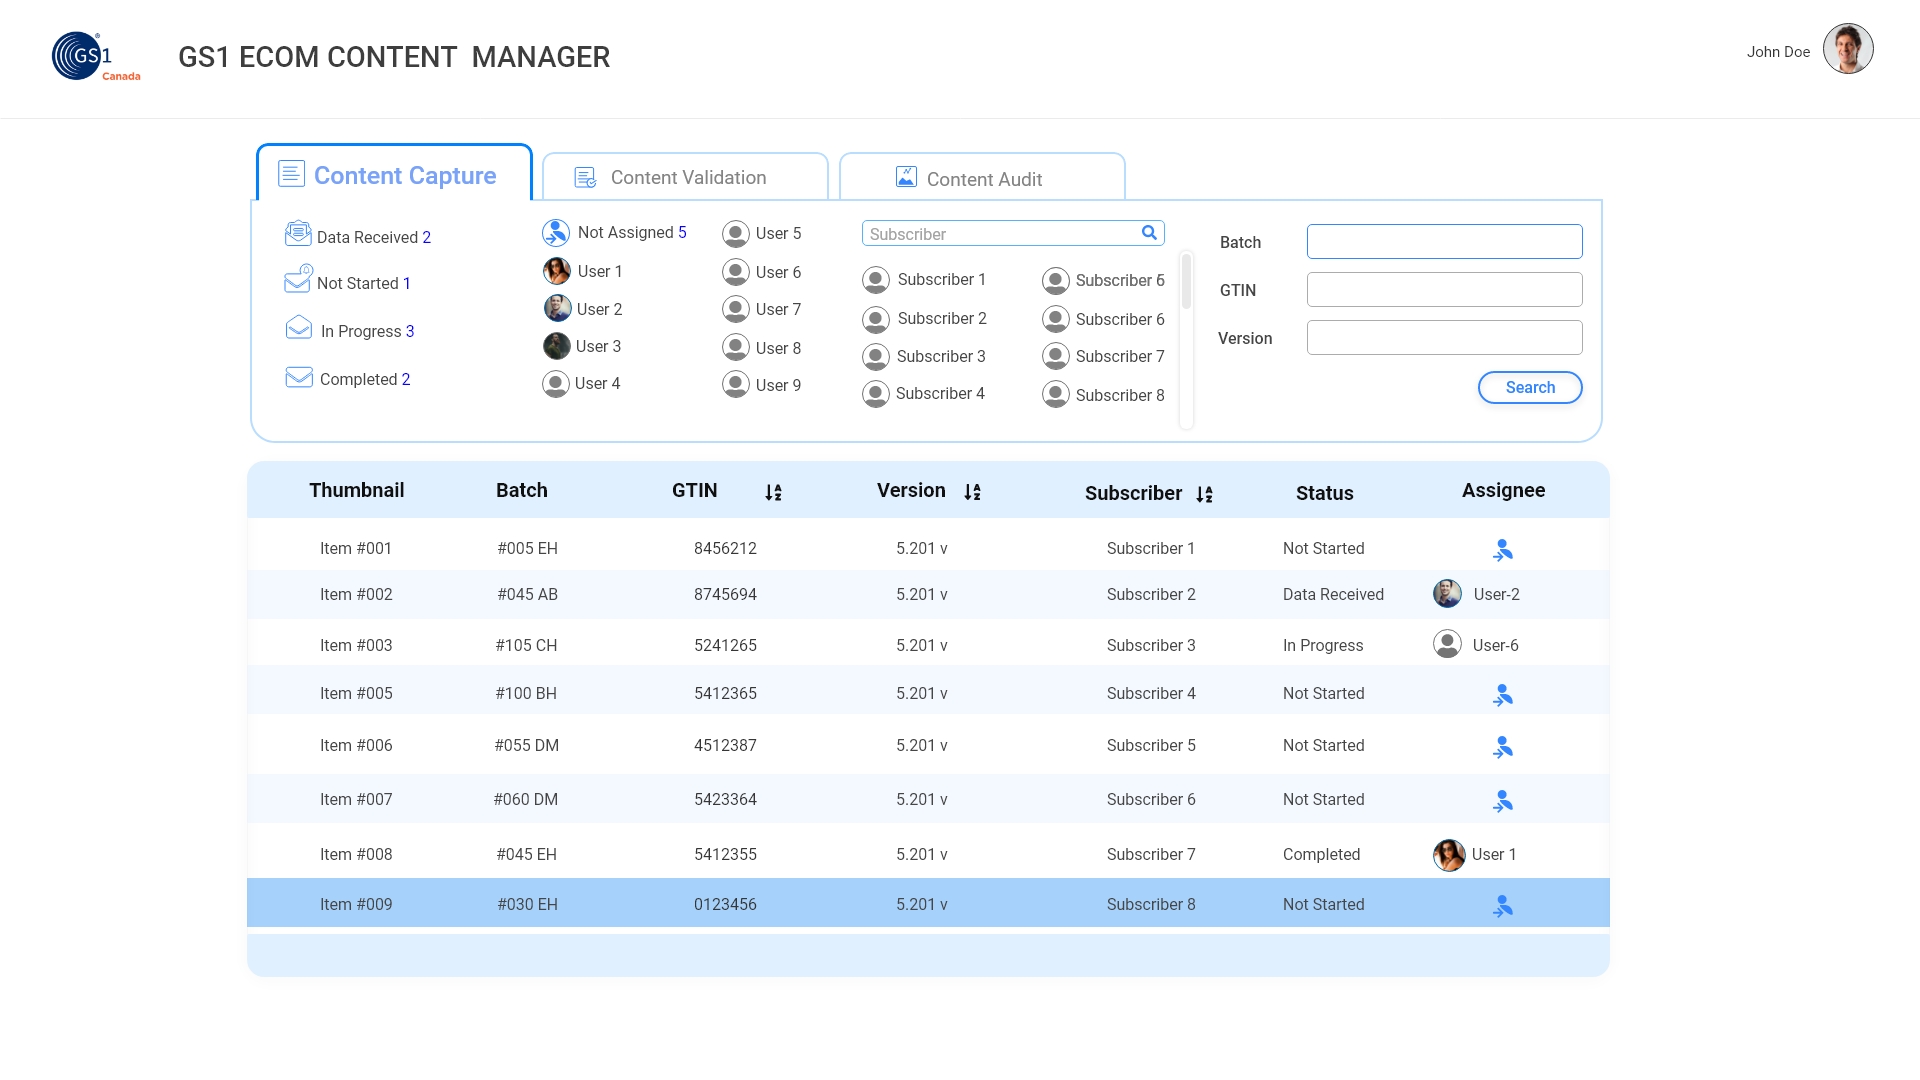 GS1
Canada
GS1 ECOM CONTENT MANAGER
John Doe
Content Capture
Content Validation
Content Audit
Data Received 2
Not Started 1
In Progress 3
Completed 2
Not Assigned 5
User 1
User 2
User 3
User 4
User 5
User 6
User 7
User 8
User 9
Subscriber
Subscriber 1
Subscriber 2
Subscriber 3
Subscriber 4
Subscriber 6
Subscriber 6
Subscriber 7
Subscriber 8
Batch
GTIN
Version
Search
Thumbnail Batch GTIN Version Subscriber Status Assignee
Item #001 #005 EH 8456212 5.201 v Subscriber 1 Not Started
Item #002 #045 AB 8745694 5.201 v Subscriber 2 Data Received User-2
Item #003 #105 CH 5241265 5.201 v Subscriber 3 In Progress User-6
Item #005 #100 BH 5412365 5.201 v Subscriber 4 Not Started
Item #006 #055 DM 4512387 5.201 v Subscriber 5 Not Started
Item #007 #060 DM 5423364 5.201 v Subscriber 6 Not Started
Item #008 #045 EH 5412355 5.201 v Subscriber 7 Completed User 1
Item #009 #030 EH 0123456 5.201 v Subscriber 8 Not Started